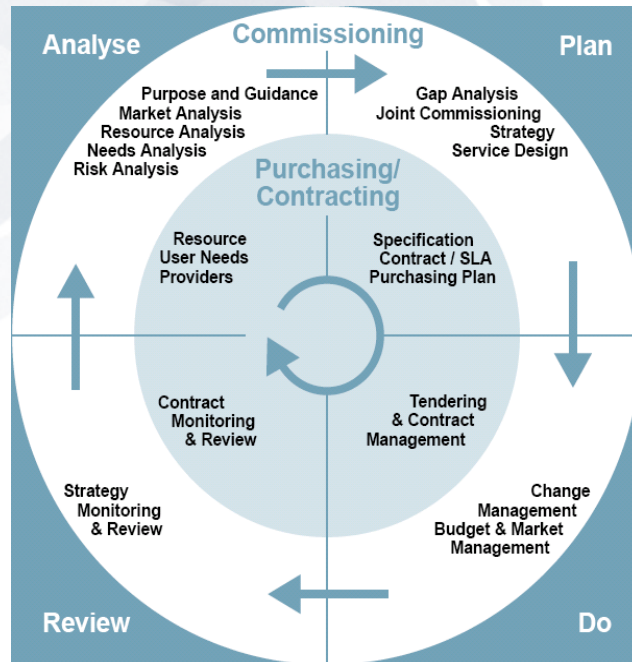 Analyse
Commissioning
Plan
Purpose and Guidance
Market Analysis
Resource Analysis
Needs Analysis
Risk Analysis
Gap Analysis
Joint Commissioning
Strategy
Service Design
Purchasing/
Contracting
Resource
User Needs
Providers
Specification
Contract / SLA
Purchasing Plan
Contract
Monitoring
& Review
Tendering
& Contract
Management
Strategy
Monitoring
& Review
Change
Management
Budget & Market
Management
Review
Do